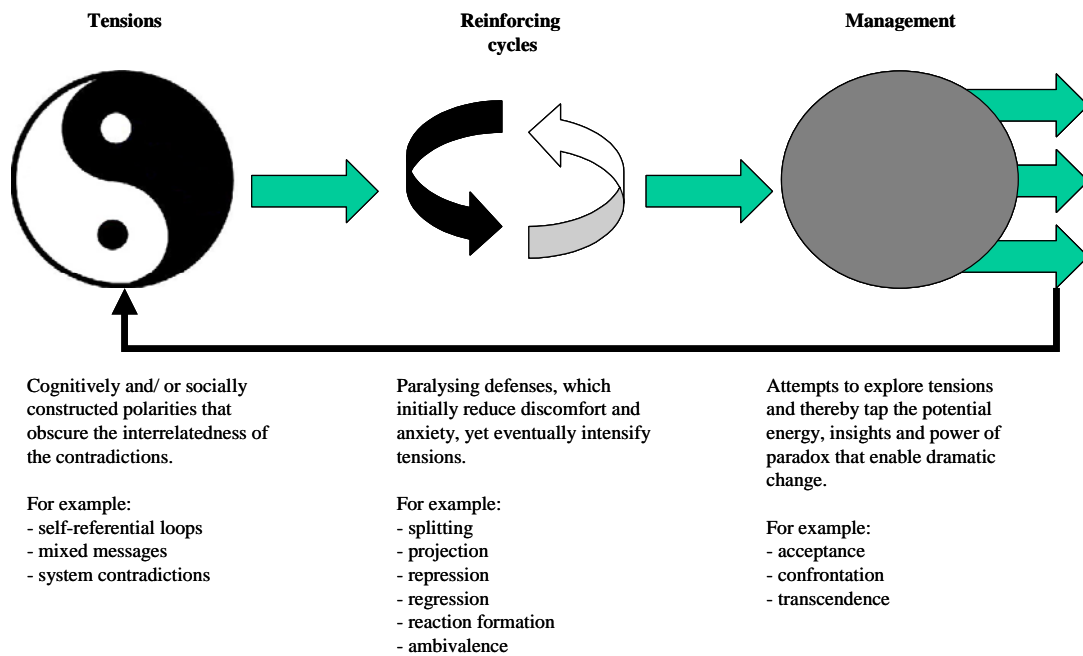 Tensions
Reinforcing
cycles
Management
Cognitively and/ or socially
constructed polarities that
obscure the interrelatedness of
the contradictions.
For example:
- self-referential loops
- mixed messages
- system contradictions
Paralysing defenses, which
initially reduce discomfort and
anxiety, yet eventually intensify
tensions.
For example:
- splitting
- projection
- repression
- regression
- reaction formation
- ambivalence
Attempts to explore tensions
and thereby tap the potential
energy, insights and power of
paradox that enable dramatic
change.
For example:
- acceptance
- confrontation
- transcendence